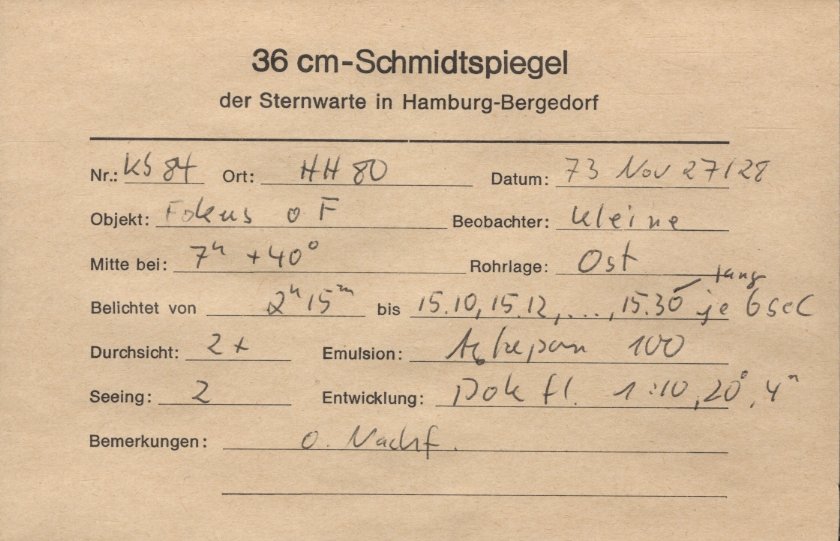 36 cm-Schmidtspiegel
der Sternwarte in Hamburg-Bergedorf
Nr.: KS 84 Ort: HH 80 Datum: 73 Nov 27/28
Objekt: Fokus o F Beobachter: Kleine
Mitte bei: 7ʰ +40° Rohrlage: Ost
lang
Belichtet von 2ʰ 15ᵐ bis 15.10, 15.12, ..., 15.30 je 6 sec
Durchsicht: 2+ Emulsion: 100
Seeing: 2 Entwicklung: Dok fl. 1:10, 20°, 4ᵐ
Bemerkungen: o. Nachf.